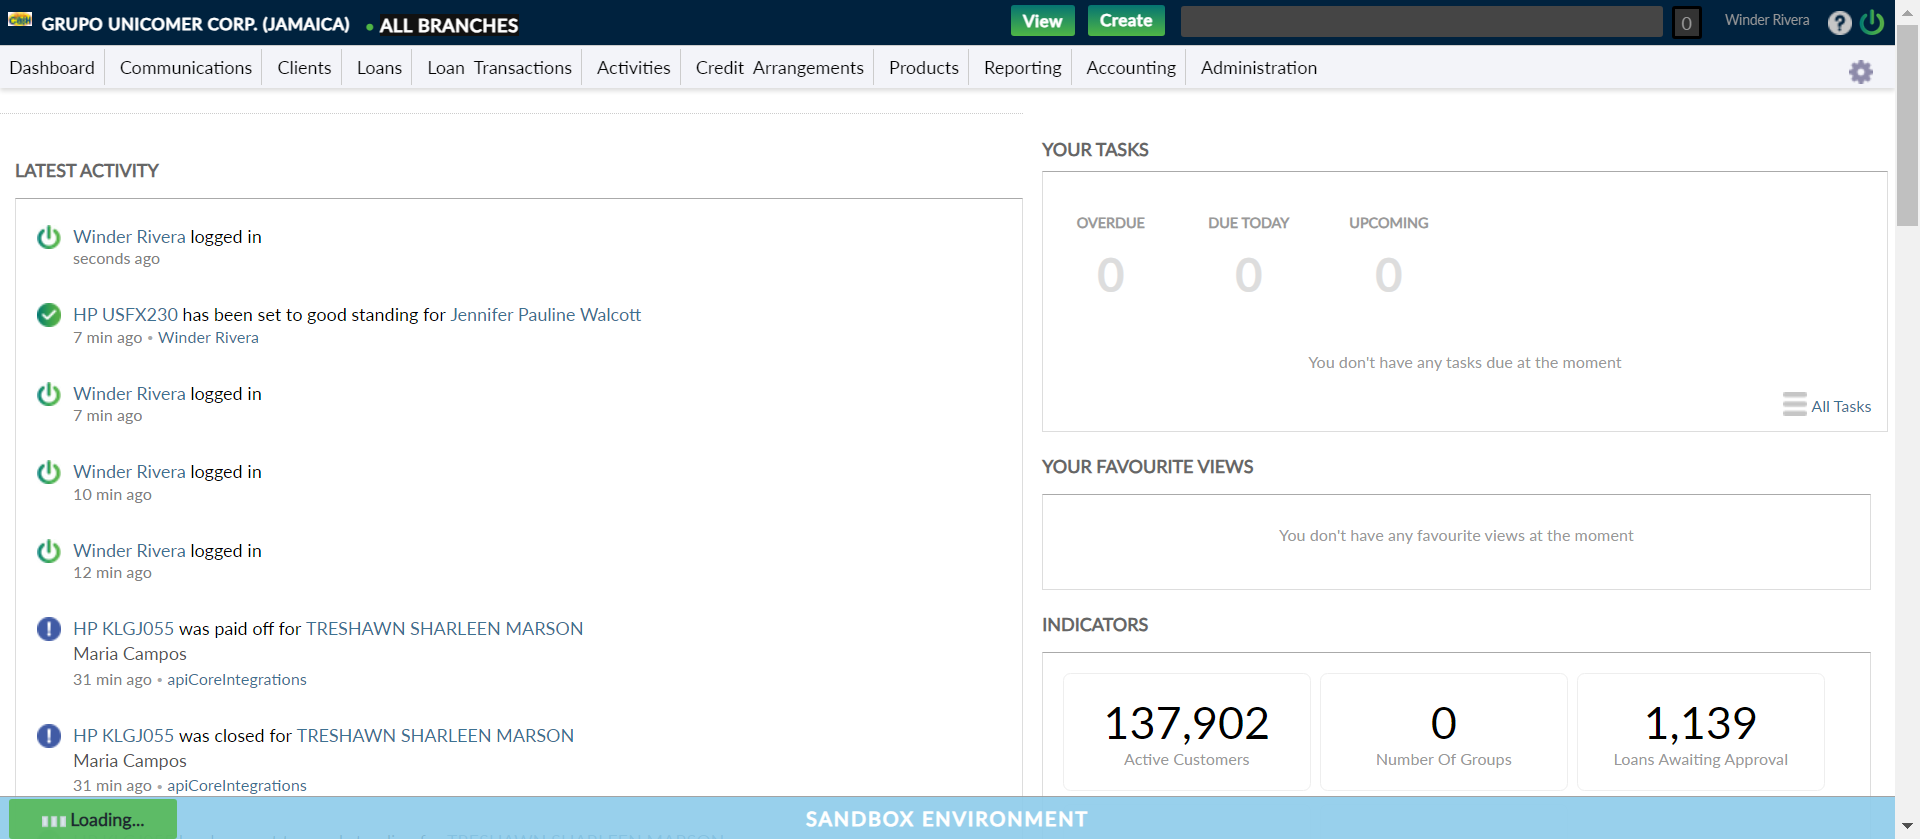 GRUPO UNICOMER CORP. (JAMAICA) • ALL BRANCHES
View
Create
0
Winder Rivera
Dashboard
Communications
Clients
Loans
Loan Transactions
Activities
Credit Arrangements
Products
Reporting
Accounting
Administration
LATEST ACTIVITY
Winder Rivera logged in
seconds ago
HP USFX230 has been set to good standing for Jennifer Pauline Walcott
7 min ago • Winder Rivera
Winder Rivera logged in
7 min ago
Winder Rivera logged in
10 min ago
Winder Rivera logged in
12 min ago
HP KLGJ055 was paid off for TRESHAWN SHARLEEN MARSON
Maria Campos
31 min ago • apiCoreIntegrations
HP KLGJ055 was closed for TRESHAWN SHARLEEN MARSON
Maria Campos
31 min ago • apiCoreIntegrations
YOUR TASKS
OVERDUE
0
DUE TODAY
0
UPCOMING
0
You don't have any tasks due at the moment
All Tasks
YOUR FAVOURITE VIEWS
You don't have any favourite views at the moment
INDICATORS
137,902
Active Customers
0
Number Of Groups
1,139
Loans Awaiting Approval
Loading...
SANDBOX ENVIRONMENT